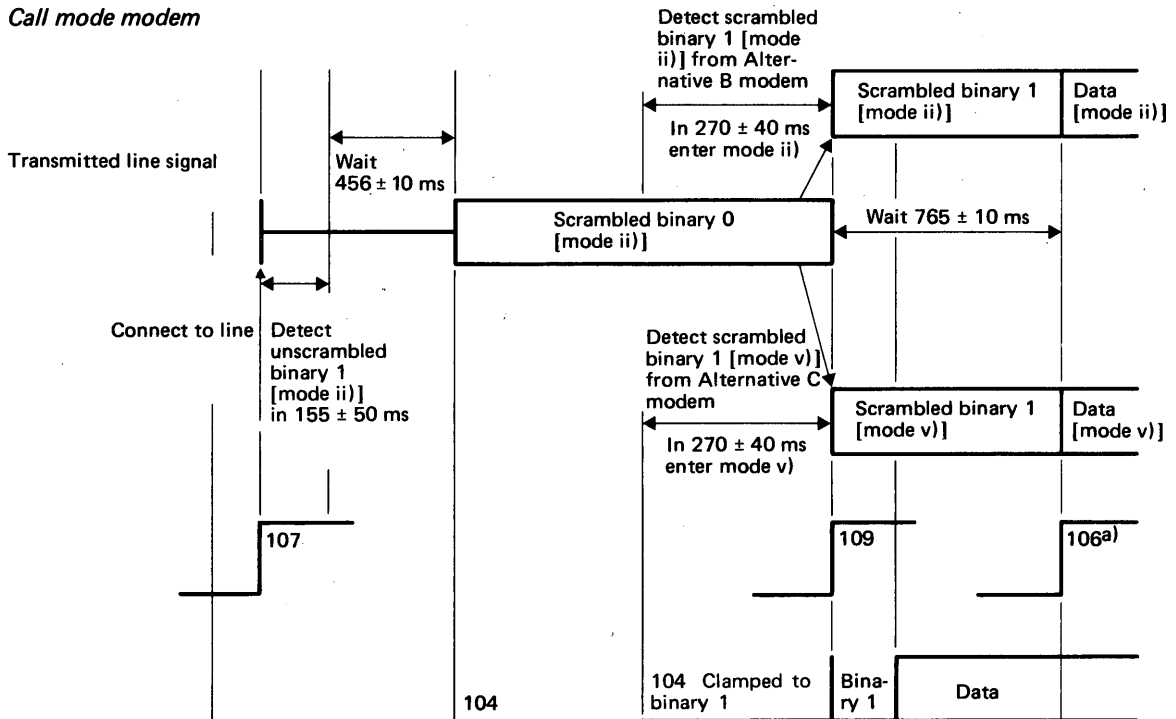 Call mode modem
Detect scrambled
binary 1 [mode
ii)] from Alter-
native B modem
In 270 ± 40 ms
enter mode ii)
Scrambled binary 1
[mode ii)]
Data
[mode ii)]
Transmitted line signal
Wait
456 ± 10 ms
Scrambled binary 0
[mode ii)]
Wait 765 ± 10 ms
Connect to line
Detect
unscrambled
binary 1
[mode ii)]
in 155 ± 50 ms
Detect scrambled
binary 1 [mode v)]
from Alternative C
modem
In 270 ± 40 ms
enter mode v)
Scrambled binary 1
[mode v)]
Data
[mode v)]
107
109
106a)
104
104 Clamped to
binary 1
Bina-
ry 1
Data